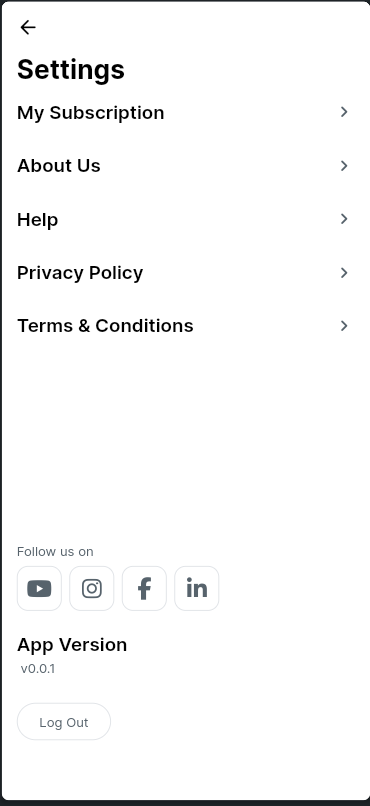 Settings
My Subscription
About Us
Help
Privacy Policy
Terms & Conditions
Follow us on
App Version
v0.0.1
Log Out